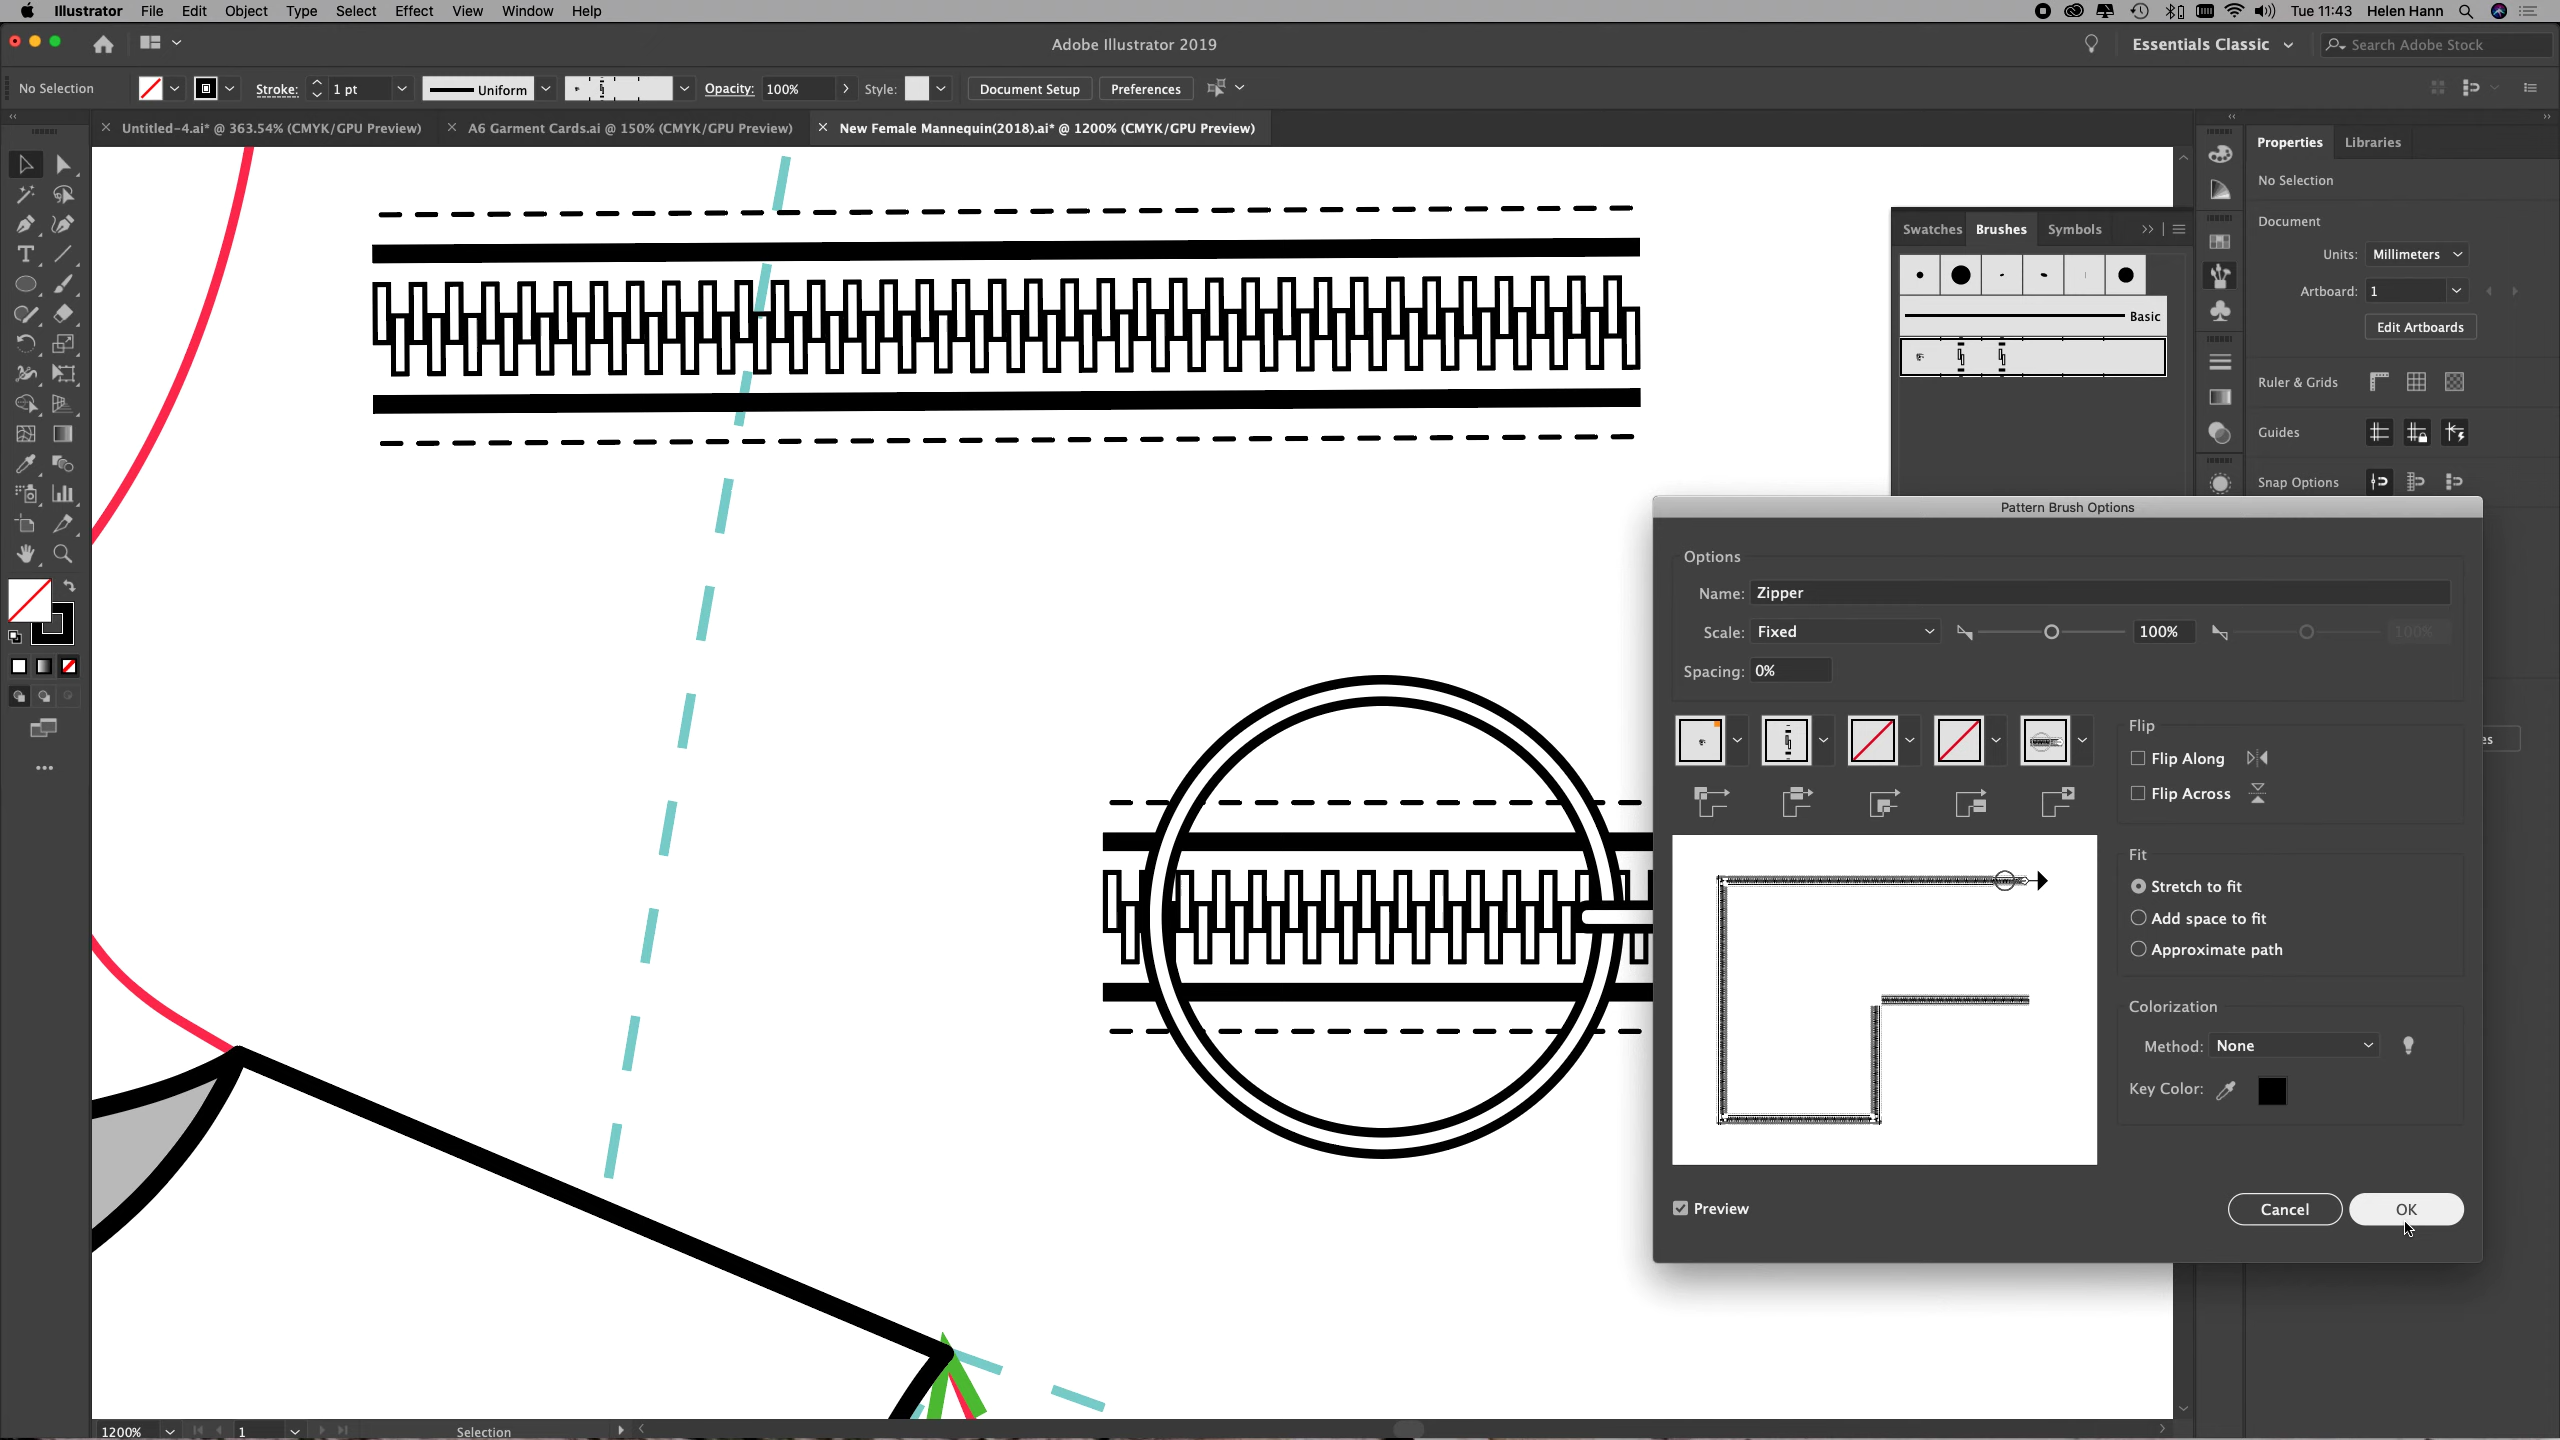 Illustrator File Edit Object Type Select Effect View Window Help Tue 11:43 Helen Hann
Adobe Illustrator 2019 Essentials Classic Search Adobe Stock
No Selection Stroke: 1 pt Uniform Opacity: 100% Style: Document Setup Preferences
Untitled-4.ai* @ 363.54% (CMYK/GPU Preview) A6 Garment Cards.ai @ 150% (CMYK/GPU Preview) New Female Mannequin(2018).ai* @ 1200% (CMYK/GPU Preview)
Properties Libraries
No Selection
Document
Swatches Brushes Symbols
Units: Millimeters
Artboard: 1
Basic
Edit Artboards
Ruler & Grids
Guides
Snap Options
Pattern Brush Options
Options
Name: Zipper
Scale: Fixed 100% 100%
Spacing: 0%
Flip
es
Flip Along
Flip Across
Fit
Stretch to fit
Add space to fit
Approximate path
Colorization
Method: None
Key Color:
Preview
Cancel OK
1200% 1 Selection